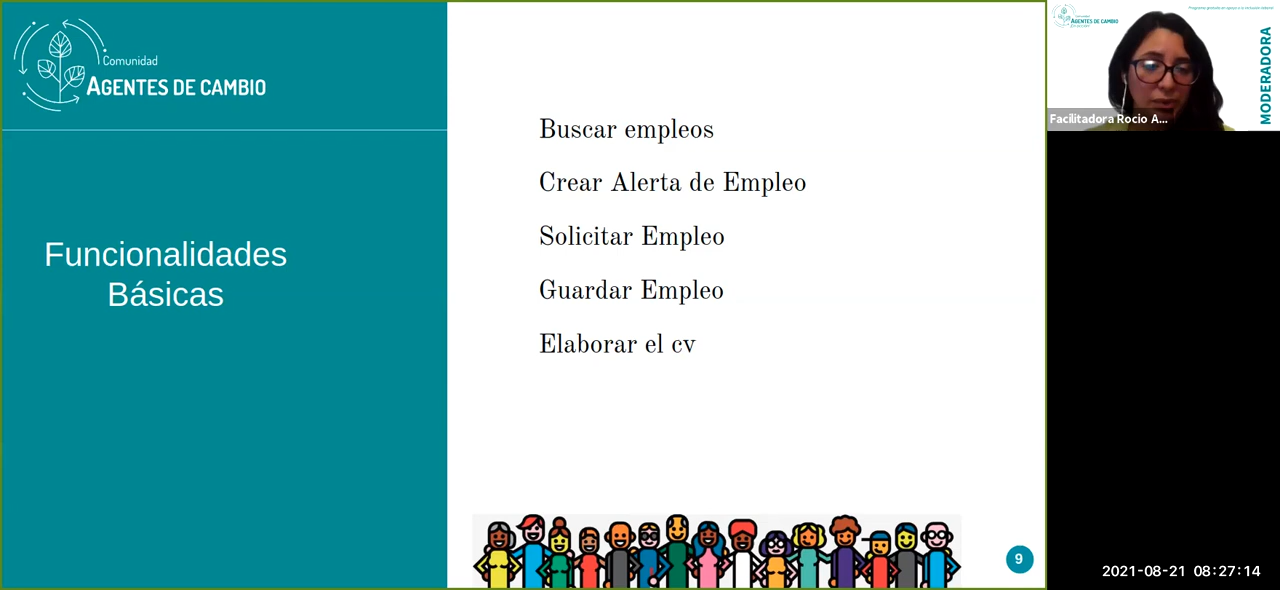 Comunidad
AGENTES DE CAMBIO
Funcionalidades
Básicas
Buscar empleos
Crear Alerta de Empleo
Solicitar Empleo
Guardar Empleo
Elaborar el cv
9
AGENTES DE CAMBIO
MODERADORA
Facilitadora Rocio A...
2021-08-21 08:27:14